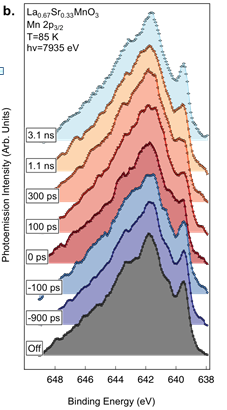 b.
La₀.₆₇Sr₀.₃₃MnO₃
Mn 2p₃/₂
T=85 K
hν=7935 eV
Photoemission Intensity (Arb. Units)
3.1 ns
1.1 ns
300 ps
100 ps
0 ps
-100 ps
-900 ps
Off
648 646 644 642 640 638
Binding Energy (eV)